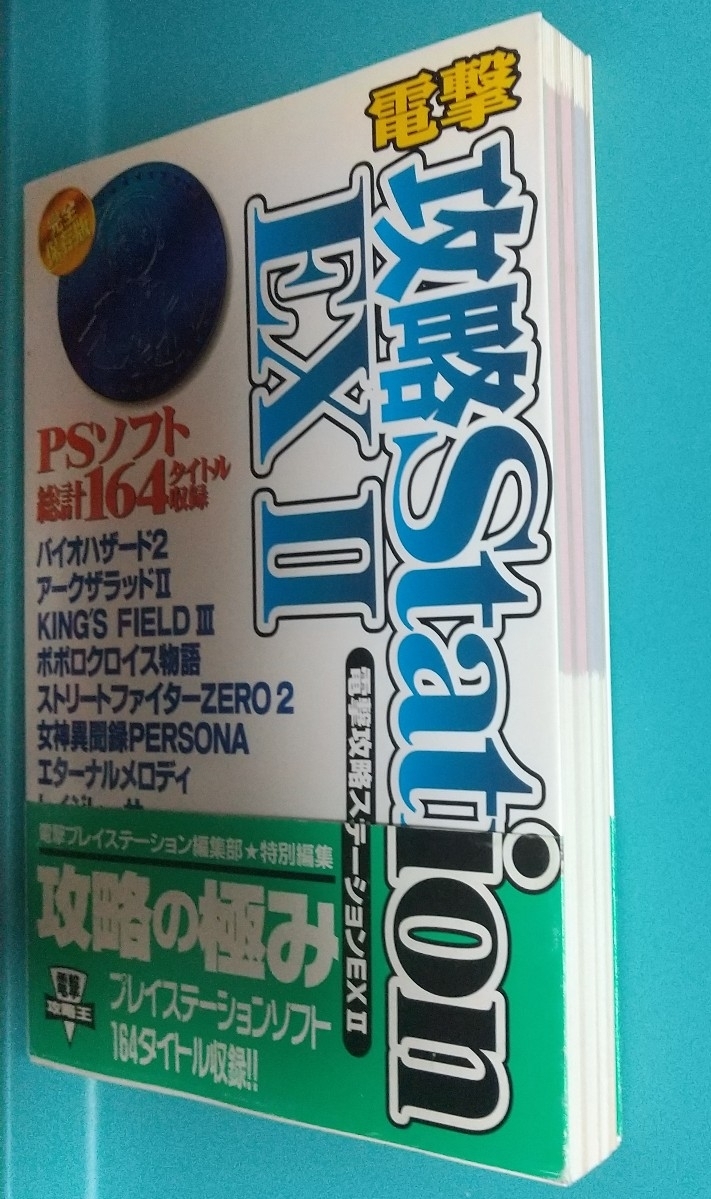 電撃
攻略Station
EX II
電撃攻略ステーションEX II
完全
保存版
PSソフト
総計164タイトル収録
バイオハザード2
アークザラッドII
KING'S FIELD III
ポポロクロイス物語
ストリートファイターZERO 2
女神異聞録PERSONA
エターナルメロディ
電撃プレイステーション編集部★特別編集
攻略の極み
電撃
攻略王
プレイステーションソフト
164タイトル収録!!